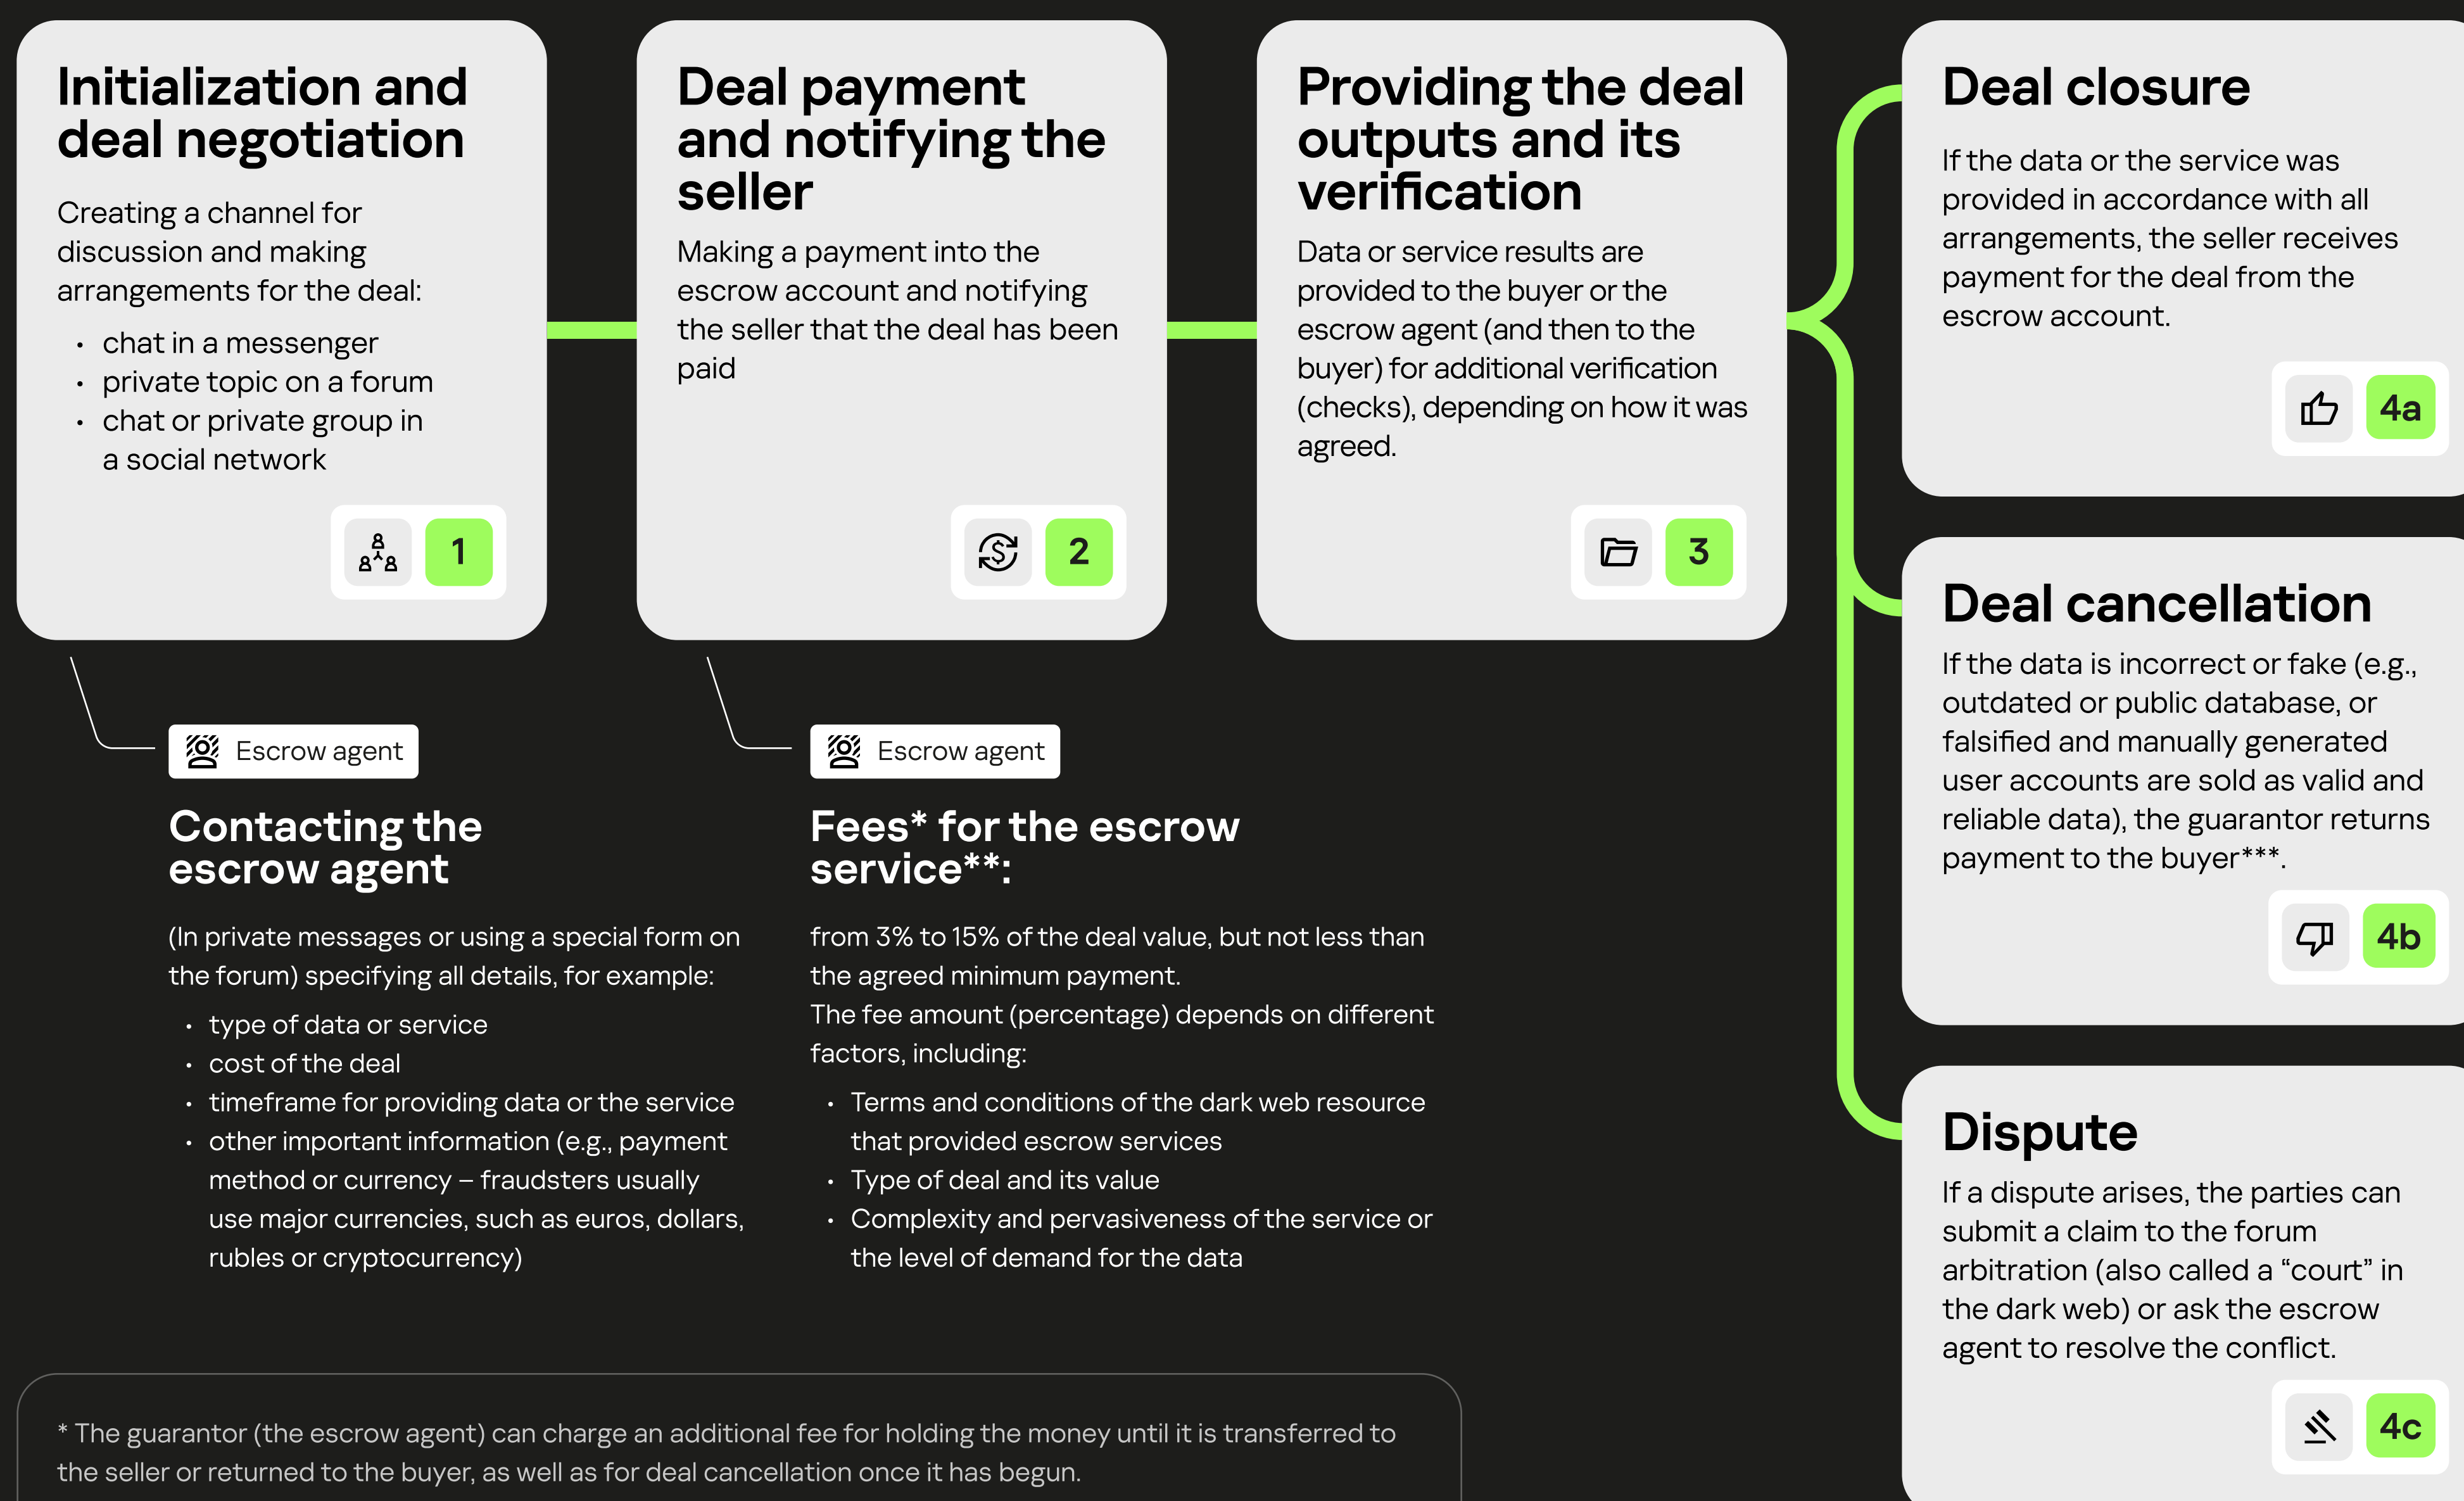 Initialization and
deal negotiation
Creating a channel for
discussion and making
arrangements for the deal:
• chat in a messenger
• private topic on a forum
• chat or private group in
a social network
1
Deal payment
and notifying the
seller
Making a payment into the
escrow account and notifying
the seller that the deal has been
paid
2
Providing the deal
outputs and its
verification
Data or service results are
provided to the buyer or the
escrow agent (and then to the
buyer) for additional verification
(checks), depending on how it was
agreed.
3
Deal closure
If the data or the service was
provided in accordance with all
arrangements, the seller receives
payment for the deal from the
escrow account.
4a
Deal cancellation
If the data is incorrect or fake (e.g.,
outdated or public database, or
falsified and manually generated
user accounts are sold as valid and
reliable data), the guarantor returns
payment to the buyer***.
4b
Dispute
If a dispute arises, the parties can
submit a claim to the forum
arbitration (also called a “court” in
the dark web) or ask the escrow
agent to resolve the conflict.
4c
Escrow agent
Contacting the
escrow agent
(In private messages or using a special form on
the forum) specifying all details, for example:
• type of data or service
• cost of the deal
• timeframe for providing data or the service
• other important information (e.g., payment
method or currency – fraudsters usually
use major currencies, such as euros, dollars,
rubles or cryptocurrency)
Escrow agent
Fees* for the escrow
service**:
from 3% to 15% of the deal value, but not less than
the agreed minimum payment.
The fee amount (percentage) depends on different
factors, including:
• Terms and conditions of the dark web resource
that provided escrow services
• Type of deal and its value
• Complexity and pervasiveness of the service or
the level of demand for the data
* The guarantor (the escrow agent) can charge an additional fee for holding the money until it is transferred to
the seller or returned to the buyer, as well as for deal cancellation once it has begun.